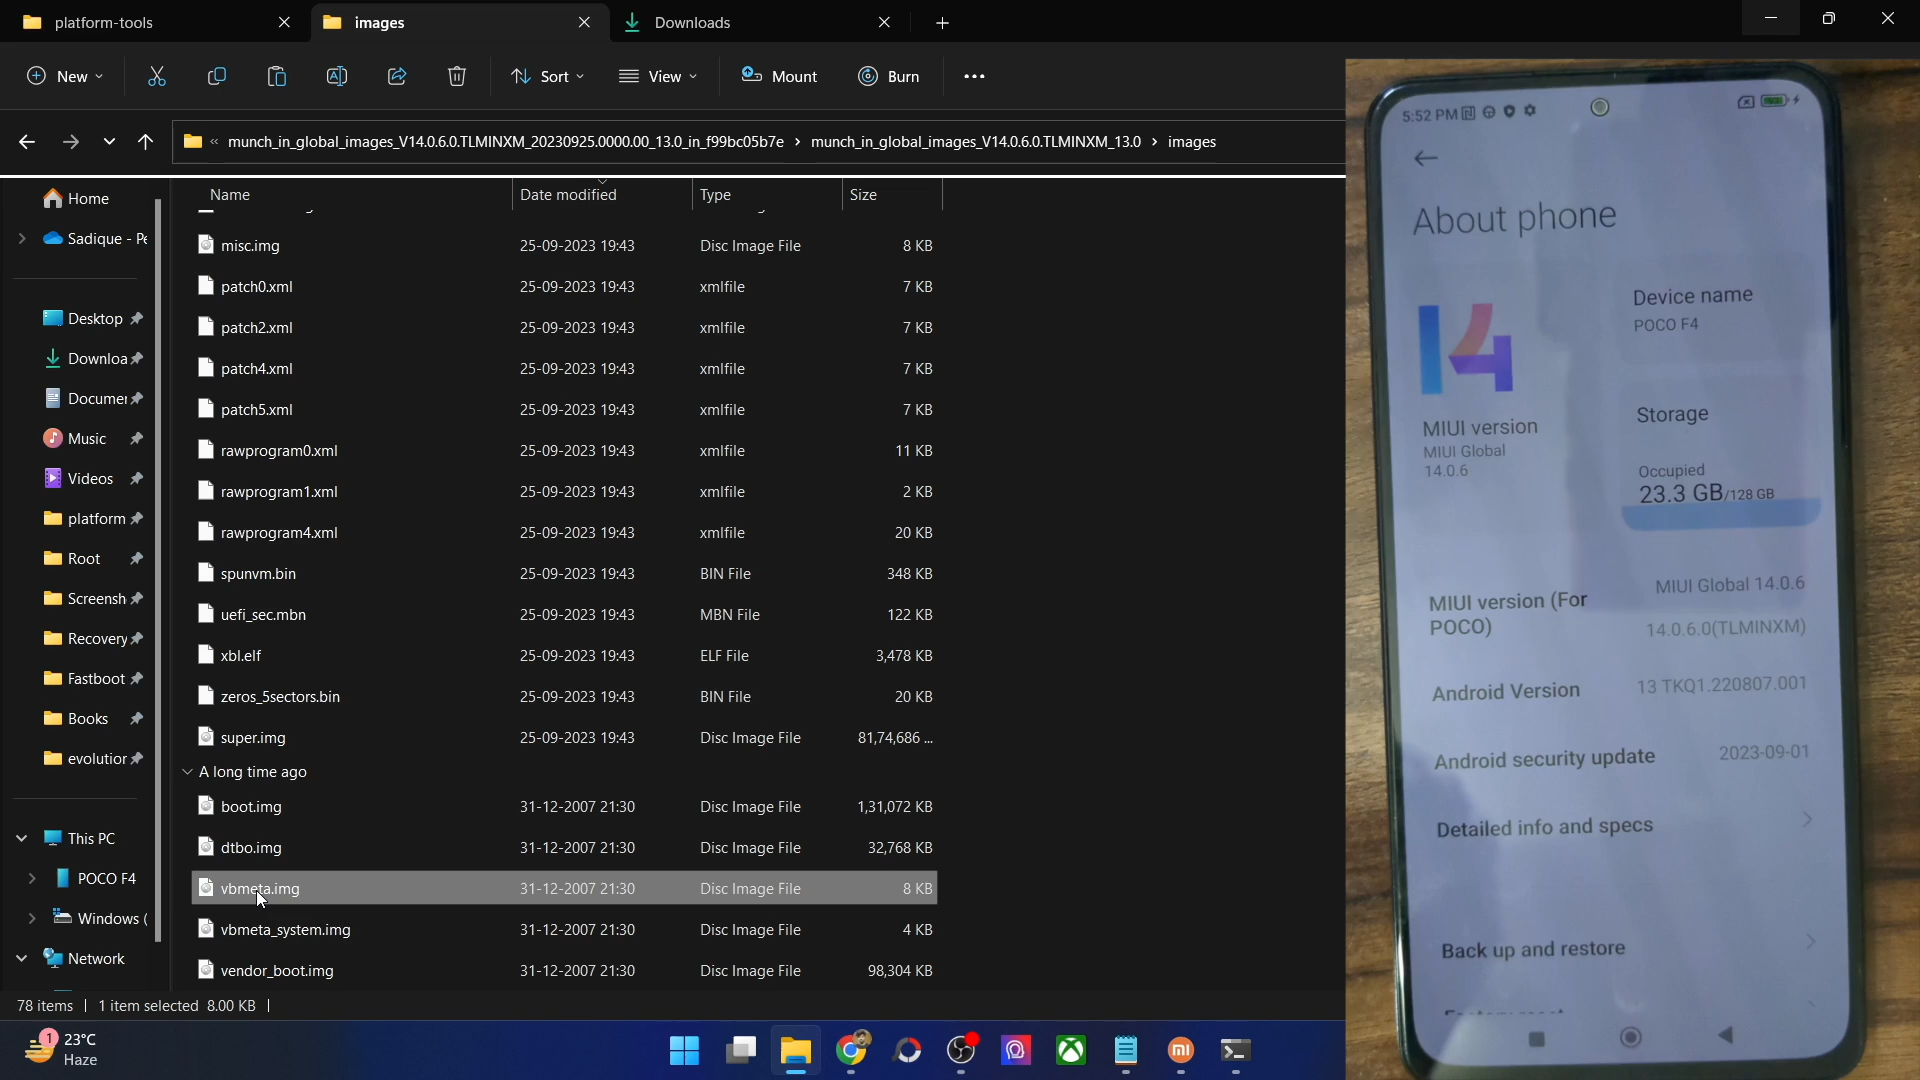 platform-tools
images
Downloads
New
Sort
View
Mount
Burn
munch_in_global_images_V14.0.6.0.TLMINXM_20230925.0000.00_13.0_in_f99bc05b7e > munch_in_global_images_V14.0.6.0.TLMINXM_13.0 > images
Name Date modified Type Size
misc.img 25-09-2023 19:43 Disc Image File 8 KB
patch0.xml 25-09-2023 19:43 xmlfile 7 KB
patch2.xml 25-09-2023 19:43 xmlfile 7 KB
patch4.xml 25-09-2023 19:43 xmlfile 7 KB
patch5.xml 25-09-2023 19:43 xmlfile 7 KB
rawprogram0.xml 25-09-2023 19:43 xmlfile 11 KB
rawprogram1.xml 25-09-2023 19:43 xmlfile 2 KB
rawprogram4.xml 25-09-2023 19:43 xmlfile 20 KB
spunvm.bin 25-09-2023 19:43 BIN File 348 KB
uefi_sec.mbn 25-09-2023 19:43 MBN File 122 KB
xbl.elf 25-09-2023 19:43 ELF File 3,478 KB
zeros_5sectors.bin 25-09-2023 19:43 BIN File 20 KB
super.img 25-09-2023 19:43 Disc Image File 81,74,686 ...
A long time ago
boot.img 31-12-2007 21:30 Disc Image File 1,31,072 KB
dtbo.img 31-12-2007 21:30 Disc Image File 32,768 KB
vbmeta.img 31-12-2007 21:30 Disc Image File 8 KB
vbmeta_system.img 31-12-2007 21:30 Disc Image File 4 KB
vendor_boot.img 31-12-2007 21:30 Disc Image File 98,304 KB
Home
Sadique - Pe
Desktop
Downloa
Documer
Music
Videos
platform
Root
Screensh
Recovery
Fastboot
Books
evolutior
This PC
POCO F4
Windows (
Network
78 items
1 item selected 8.00 KB
1
23°C
Haze
5:52 PM
About phone
Device name
POCO F4
14
MIUI version
MIUI Global
14.0.6
Storage
Occupied
23.3 GB/128 GB
MIUI version (For
POCO)
MIUI Global 14.0.6
14.0.6.0(TLMINXM)
Android Version
13 TKQ1.220807.001
Android security update
2023-09-01
Detailed info and specs
Back up and restore